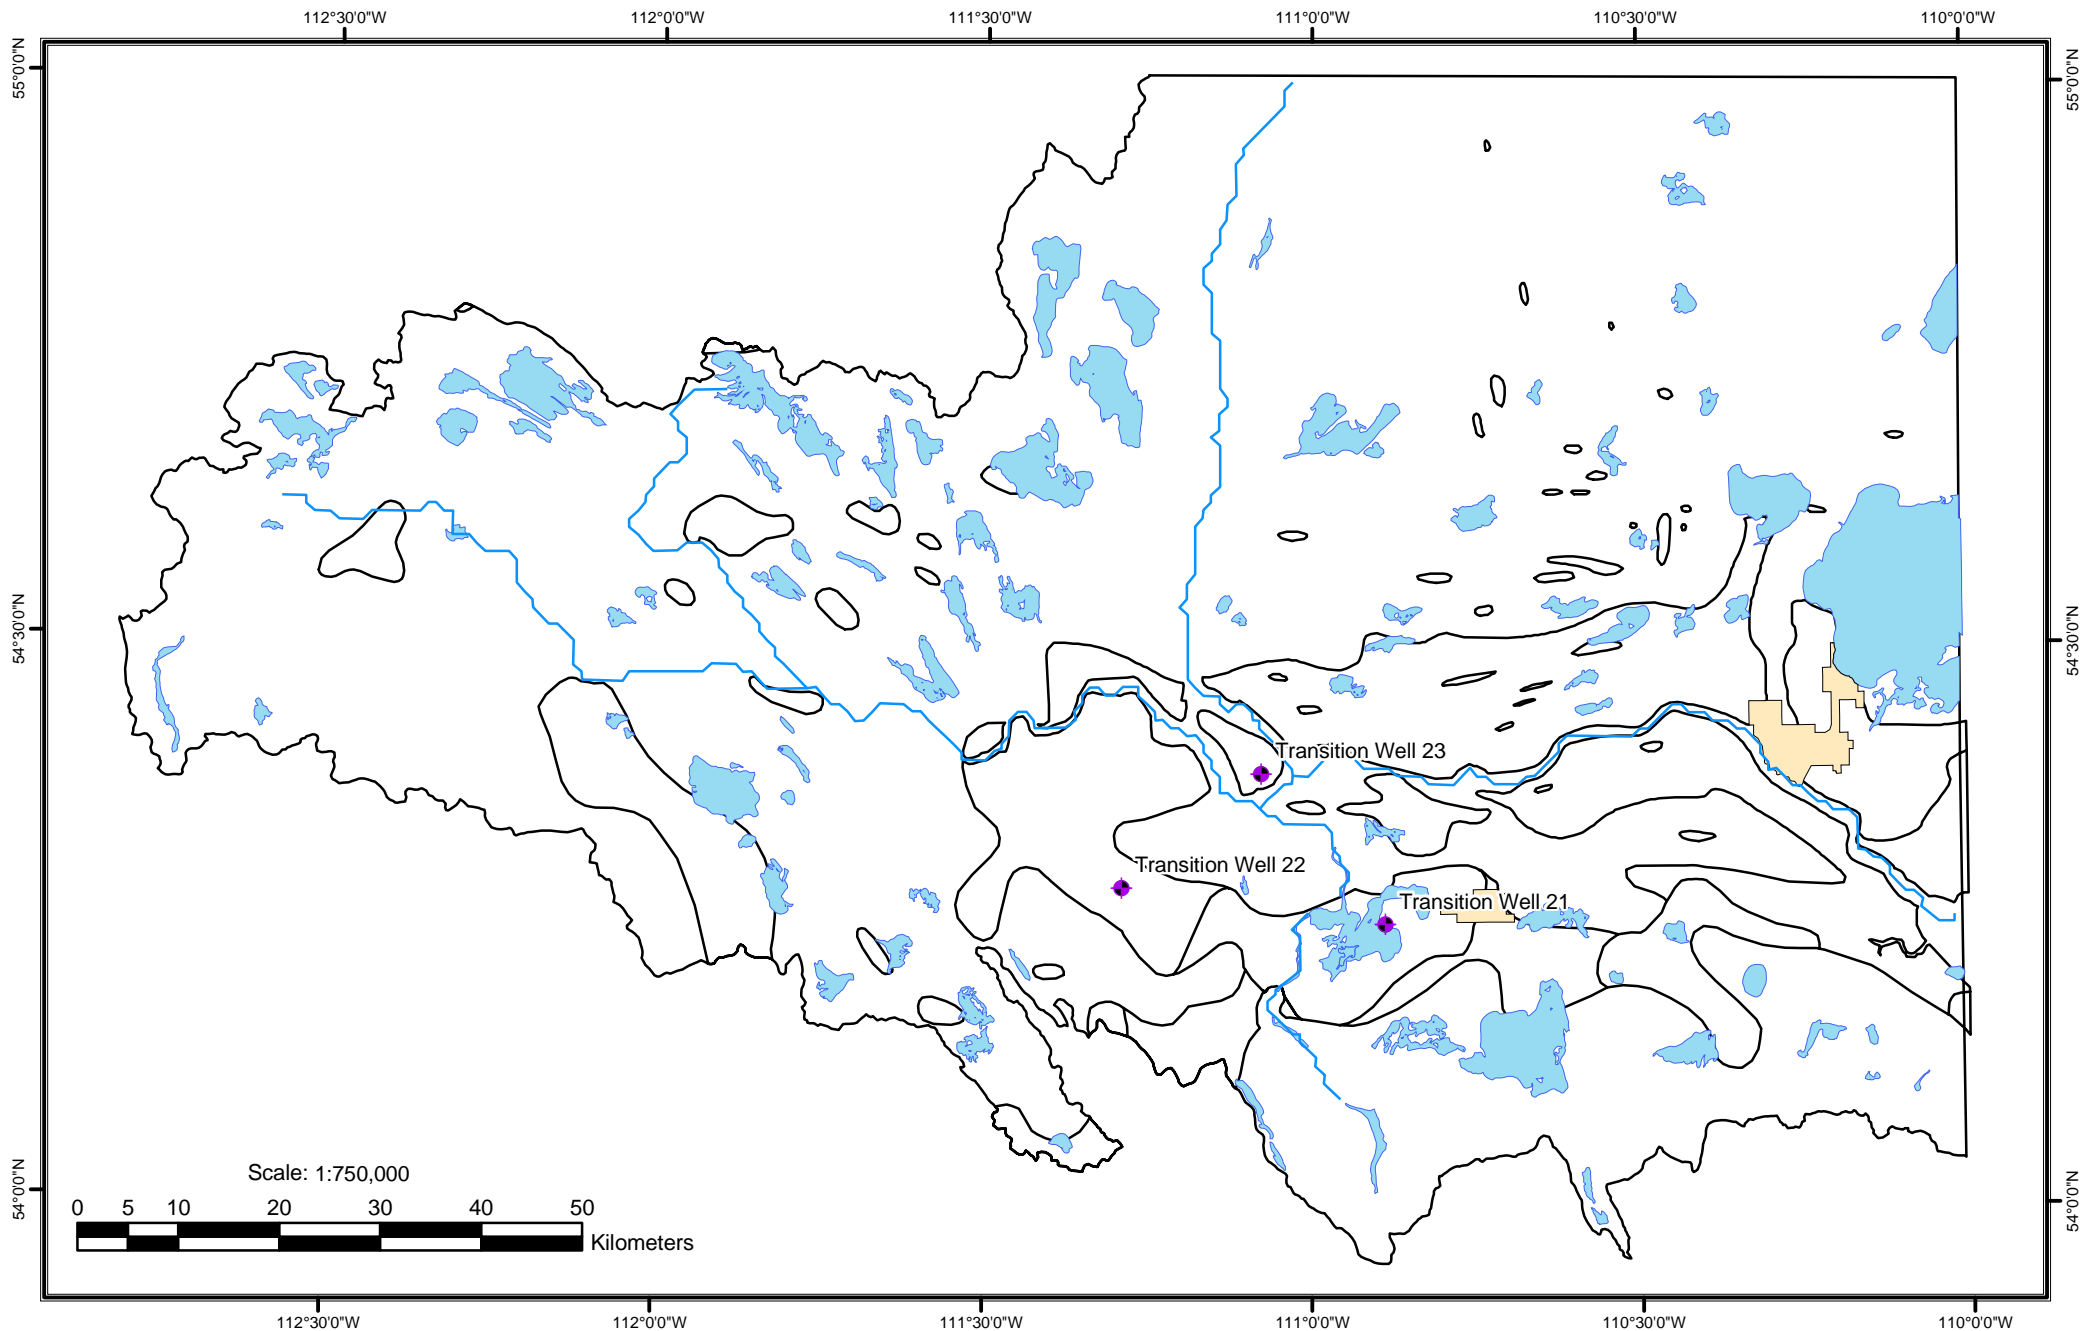 112°30'0"W 112°0'0"W 111°30'0"W 111°0'0"W 110°30'0"W 110°0'0"W
55°0'0"N 55°0'0"N
54°30'0"N 54°30'0"N
Transition Well 23
Transition Well 22
Transition Well 21
54°0'0"N 54°0'0"N
Scale: 1:750,000
0 5 10 20 30 40 50
Kilometers
112°30'0"W 112°0'0"W 111°30'0"W 111°0'0"W 110°30'0"W 110°0'0"W